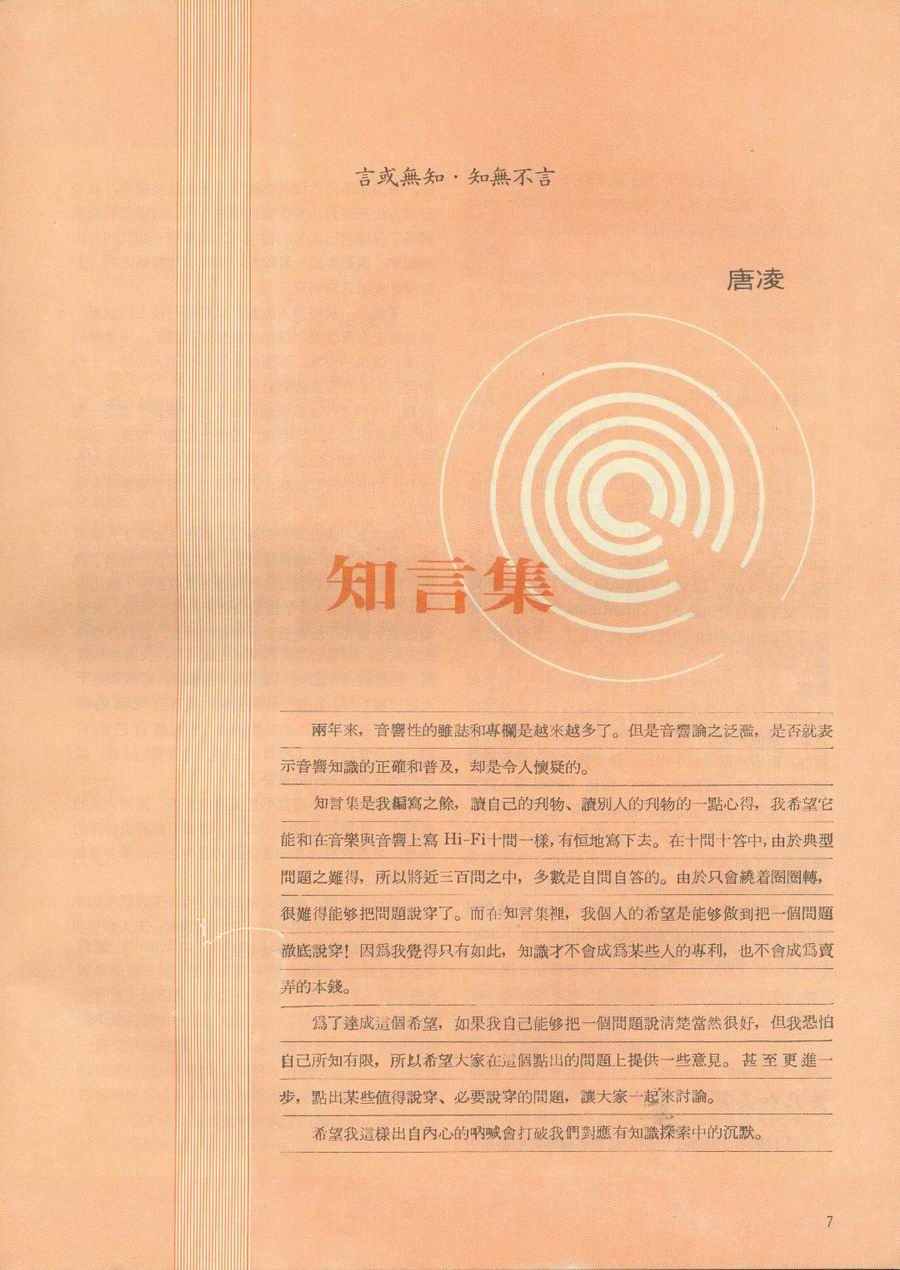 言或無知·知無不言
唐凌
知言集
兩年來，音響性的雜誌和專欄是越來越多了。但是音響論之泛濫，是否就表
示音響知識的正確和普及，却是令人懷疑的。
知言集是我編寫之餘，讀自己的刋物、讀別人的刋物的一點心得，我希望它
能和在音樂與音響上寫 Hi-Fi十問一樣，有恒地寫下去。在十問十答中，由於典型
問題之難得，所以將近三百問之中，多數是自問自答的。由於只會繞着圈圈轉，
很難得能够把問題說穿了。而在知言集裡，我個人的希望是能够做到把一個問題
澈底說穿！因爲我覺得只有如此，知識才不會成爲某些人的專利，也不會成爲賣
弄的本錢。
爲了達成這個希望，如果我自己能够把一個問題說清楚當然很好，但我恐怕
自己所知有限，所以希望大家在這個點出的問題上提供一些意見。甚至更進一
步，點出某些值得說穿、必要說穿的問題，讓大家一起來討論。
希望我這樣出自內心的吶喊會打破我們對應有知識探索中的沉默。
7